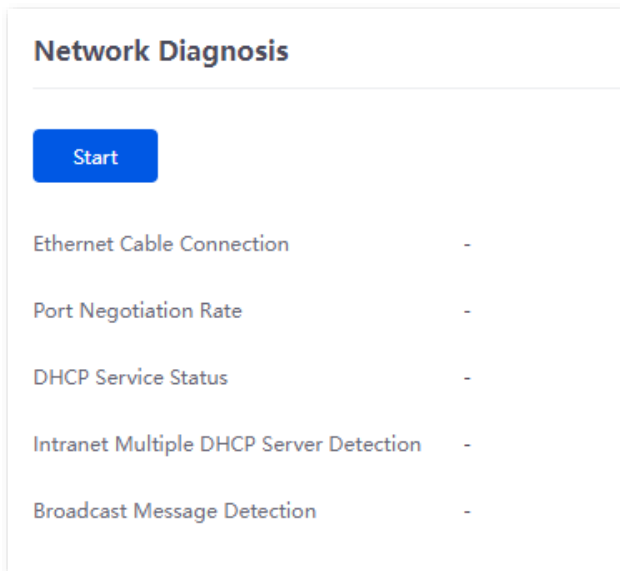 Network Diagnosis
Start
Ethernet Cable Connection -
Port Negotiation Rate -
DHCP Service Status -
Intranet Multiple DHCP Server Detection -
Broadcast Message Detection -